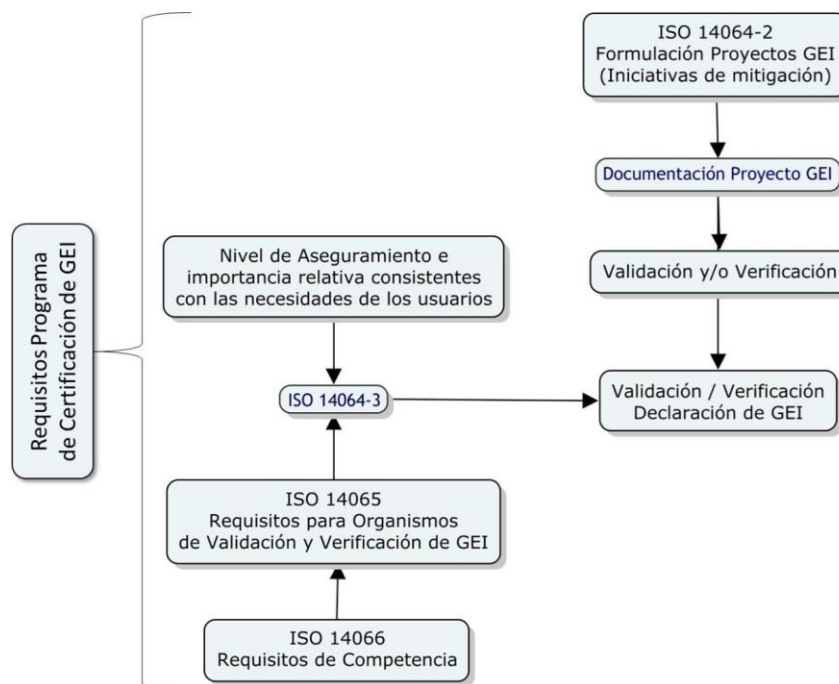 Requisitos Programa
de Certificación de GEI
ISO 14064-2
Formulación Proyectos GEI
(Iniciativas de mitigación)
Documentación Proyecto GEI
Validación y/o Verificación
Validación / Verificación
Declaración de GEI
Nivel de Aseguramiento e
importancia relativa consistentes
con las necesidades de los usuarios
ISO 14064-3
ISO 14065
Requisitos para Organismos
de Validación y Verificación de GEI
ISO 14066
Requisitos de Competencia